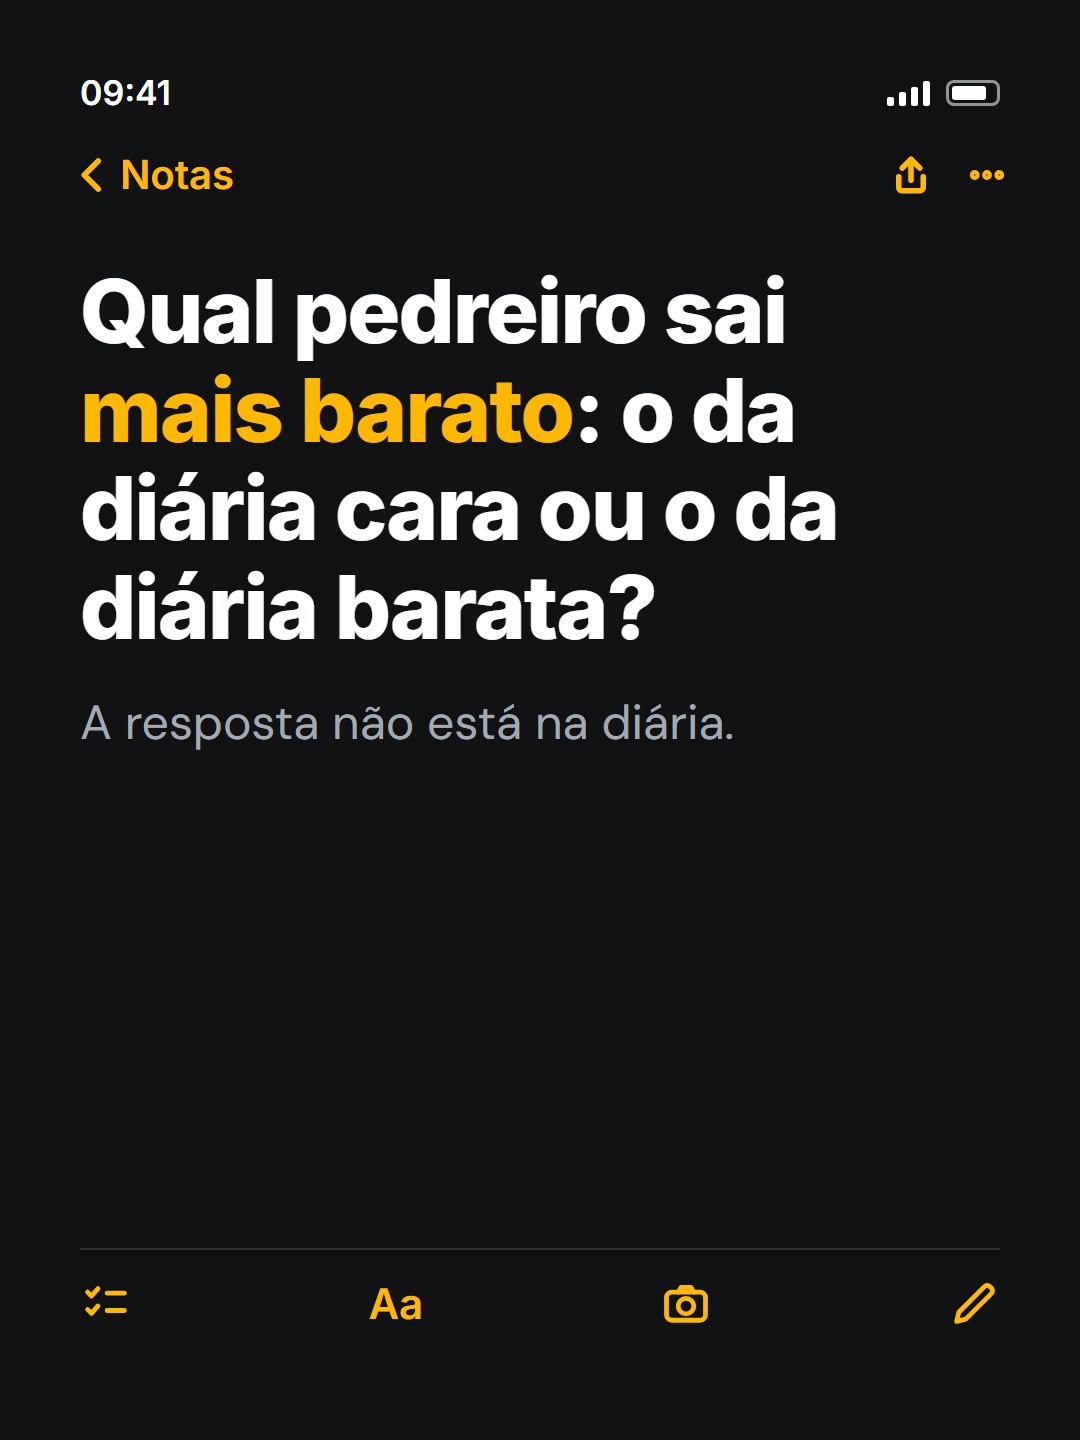 09:41
Notas
Qual pedreiro sai
mais barato: o da
diária cara ou o da
diária barata?
A resposta não está na diária.
Aa